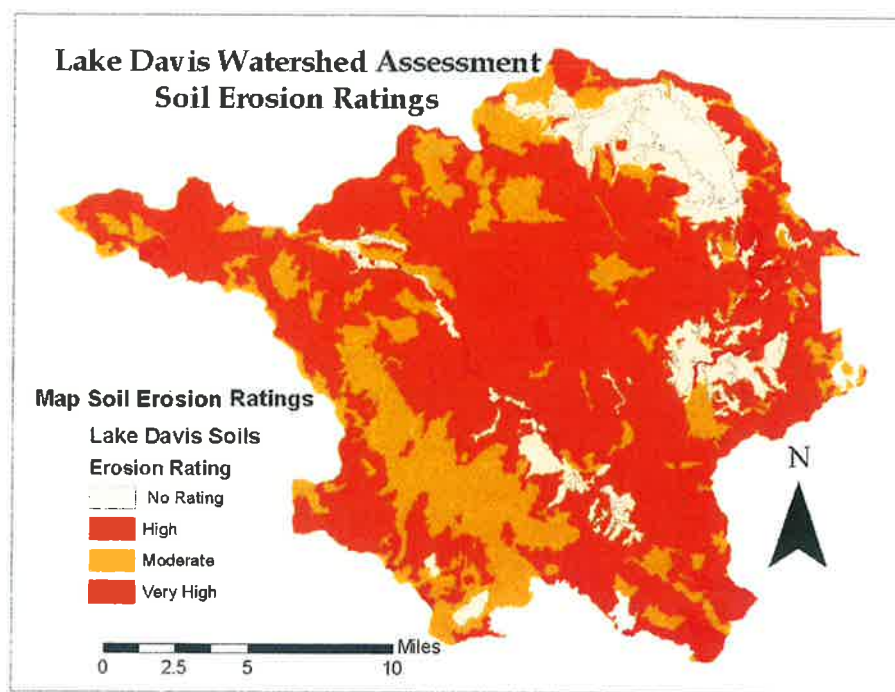 Lake Davis Watershed Assessment
Soil Erosion Ratings
Map Soil Erosion Ratings
Lake Davis Soils
Erosion Rating
No Rating
High
Moderate
Very High
N
Miles
0 2.5 5 10